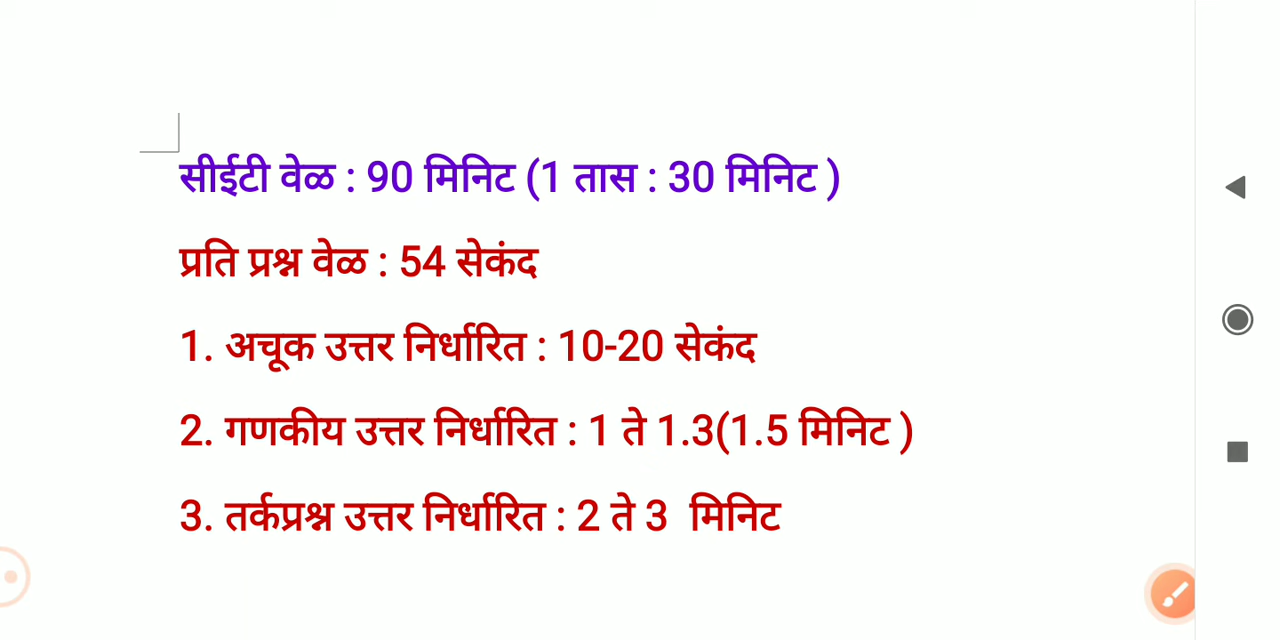 सीईटी वेळ : 90 मिनिट (1 तास : 30 मिनिट )
प्रति प्रश्न वेळ : 54 सेकंद
1. अचूक उत्तर निर्धारित : 10-20 सेकंद
2. गणकीय उत्तर निर्धारित : 1 ते 1.3(1.5 मिनिट )
3. तर्कप्रश्न उत्तर निर्धारित : 2 ते 3  मिनिट